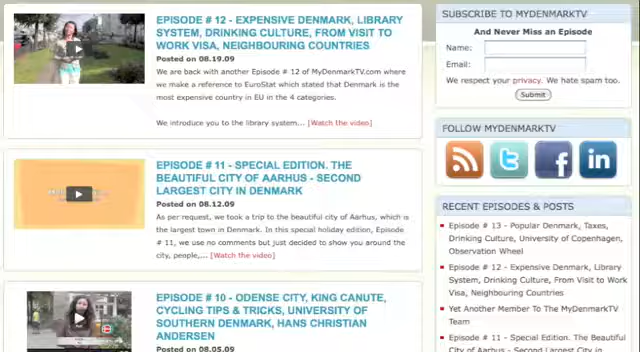 EPISODE # 12 - EXPENSIVE DENMARK, LIBRARY
SYSTEM, DRINKING CULTURE, FROM VISIT TO
WORK VISA, NEIGHBOURING COUNTRIES
Posted on 08.19.09
We are back with another Episode # 12 of MyDenmarkTV.com where
we make a reference to EuroStat which stated that Denmark is the
most expensive country in EU in the 4 categories.
We introduce you to the library system... [Watch the video]
EPISODE # 11 - SPECIAL EDITION. THE
BEAUTIFUL CITY OF AARHUS - SECOND
LARGEST CITY IN DENMARK
Posted on 08.12.09
As per request, we took a trip to the beautiful city of Aarhus, which is
the largest town in Denmark. In this special holiday edition, Episode
# 11, we use no comments but just decided to show you around the
city, people,... [Watch the video]
EPISODE # 10 - ODENSE CITY, KING CANUTE,
CYCLING TIPS & TRICKS, UNIVERSITY OF
SOUTHERN DENMARK, HANS CHRISTIAN
ANDERSEN
Posted on 08.05.09
SUBSCRIBE TO MYDENMARKTV
And Never Miss an Episode
Name:
Email:
We respect your privacy. We hate spam too.
Submit
FOLLOW MYDENMARKTV
t
f
in
RECENT EPISODES & POSTS
Episode # 13 - Popular Denmark, Taxes,
Drinking Culture, University of Copenhagen,
Observation Wheel
Episode # 12 - Expensive Denmark, Library
System, Drinking Culture, From Visit to Work
Visa, Neighbouring Countries
Yet Another Member To The MyDenmarkTV
Team
Episode # 11 - Special Edition. The Beautiful
City of Aarhus - Second Largest City in